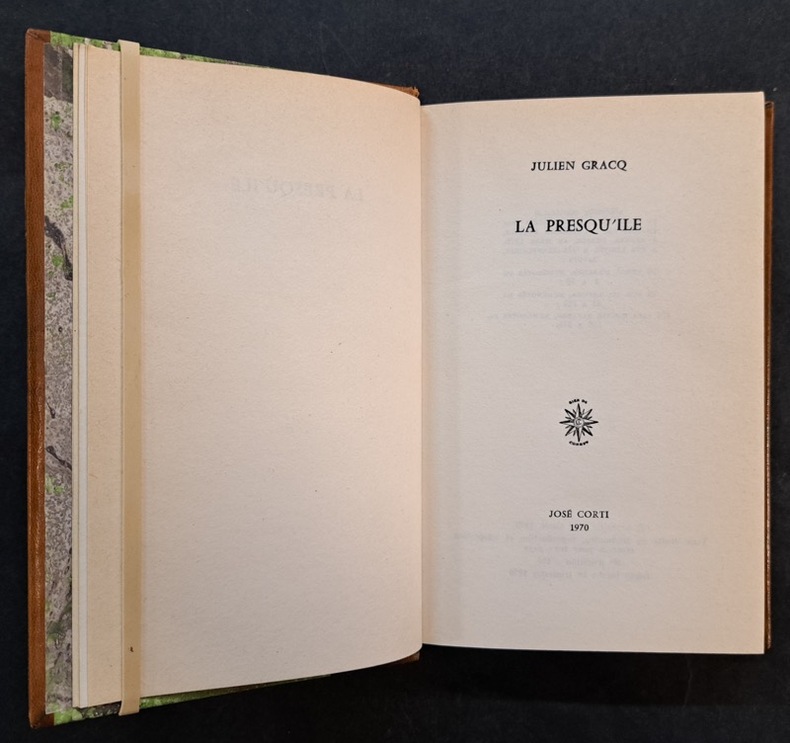 JULIEN GRACQ
LA PRESQU'ILE
JOSÉ CORTI
1970